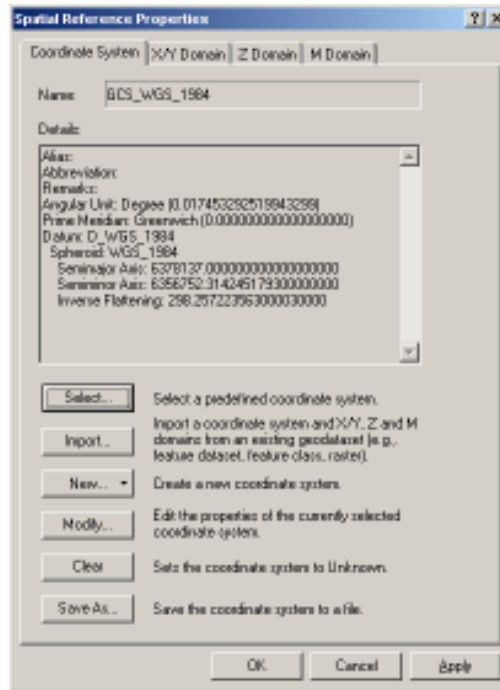 Spatial Reference Properties
Coordinate System X/Y Domain Z Domain M Domain
Name: GCS_WGS_1984
Details:
Alias:
Abbreviation:
Remarks:
Angular Unit: Degree (0.017453292519943299)
Prime Meridian: Greenwich (0.000000000000000000)
Datum: D_WGS_1984
Spheroid: WGS_1984
Semimajor Axis: 6378137.000000000000000000
Semiminor Axis: 6356752.314245179300000000
Inverse Flattening: 298.257223563000030000
Select... Select a predefined coordinate system.
Import... Import a coordinate system and X/Y, Z and M
domains from an existing geodataset (e.g.,
feature dataset, feature class, raster).
New... Create a new coordinate system.
Modify... Edit the properties of the currently selected
coordinate system.
Clear Sets the coordinate system to Unknown.
Save As... Save the coordinate system to a file.
OK Cancel Apply